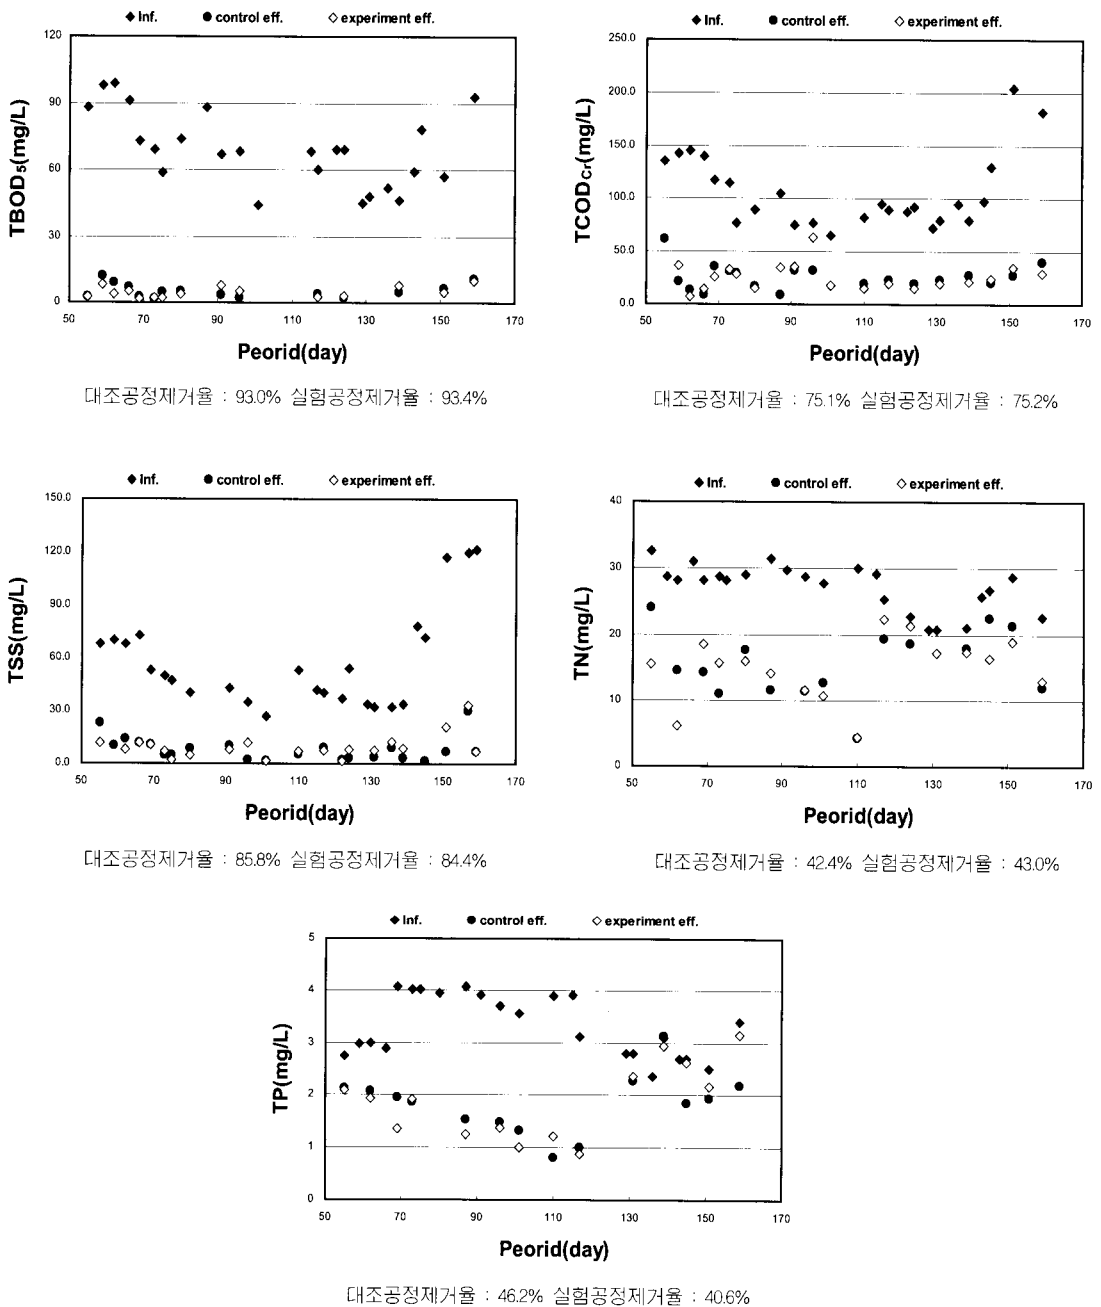 Inf. control eff. experiment eff.
120
90
60
30
0
TBOD5(mg/L)
50 70 90 110 130 150 170
Peorid(day)
대조공정제거율 : 93.0% 실험공정제거율 : 93.4%
Inf. control eff. experiment eff.
250.0
200.0
150.0
100.0
50.0
0.0
TCODcr(mg/L)
50 70 90 110 130 150 170
Peorid(day)
대조공정제거율 : 75.1% 실험공정제거율 : 75.2%
Inf. control eff. experiment eff.
150.0
120.0
90.0
60.0
30.0
0.0
TSS(mg/L)
50 70 90 110 130 150 170
Peorid(day)
대조공정제거율 : 85.8% 실험공정제거율 : 84.4%
Inf. control eff. experiment eff.
40
30
20
10
0
TN(mg/L)
50 70 90 110 130 150 170
Peorid(day)
대조공정제거율 : 42.4% 실험공정제거율 : 43.0%
Inf. control eff. experiment eff.
5
4
3
2
1
0
TP(mg/L)
50 70 90 110 130 150 170
Peorid(day)
대조공정제거율 : 46.2% 실험공정제거율 : 40.6%